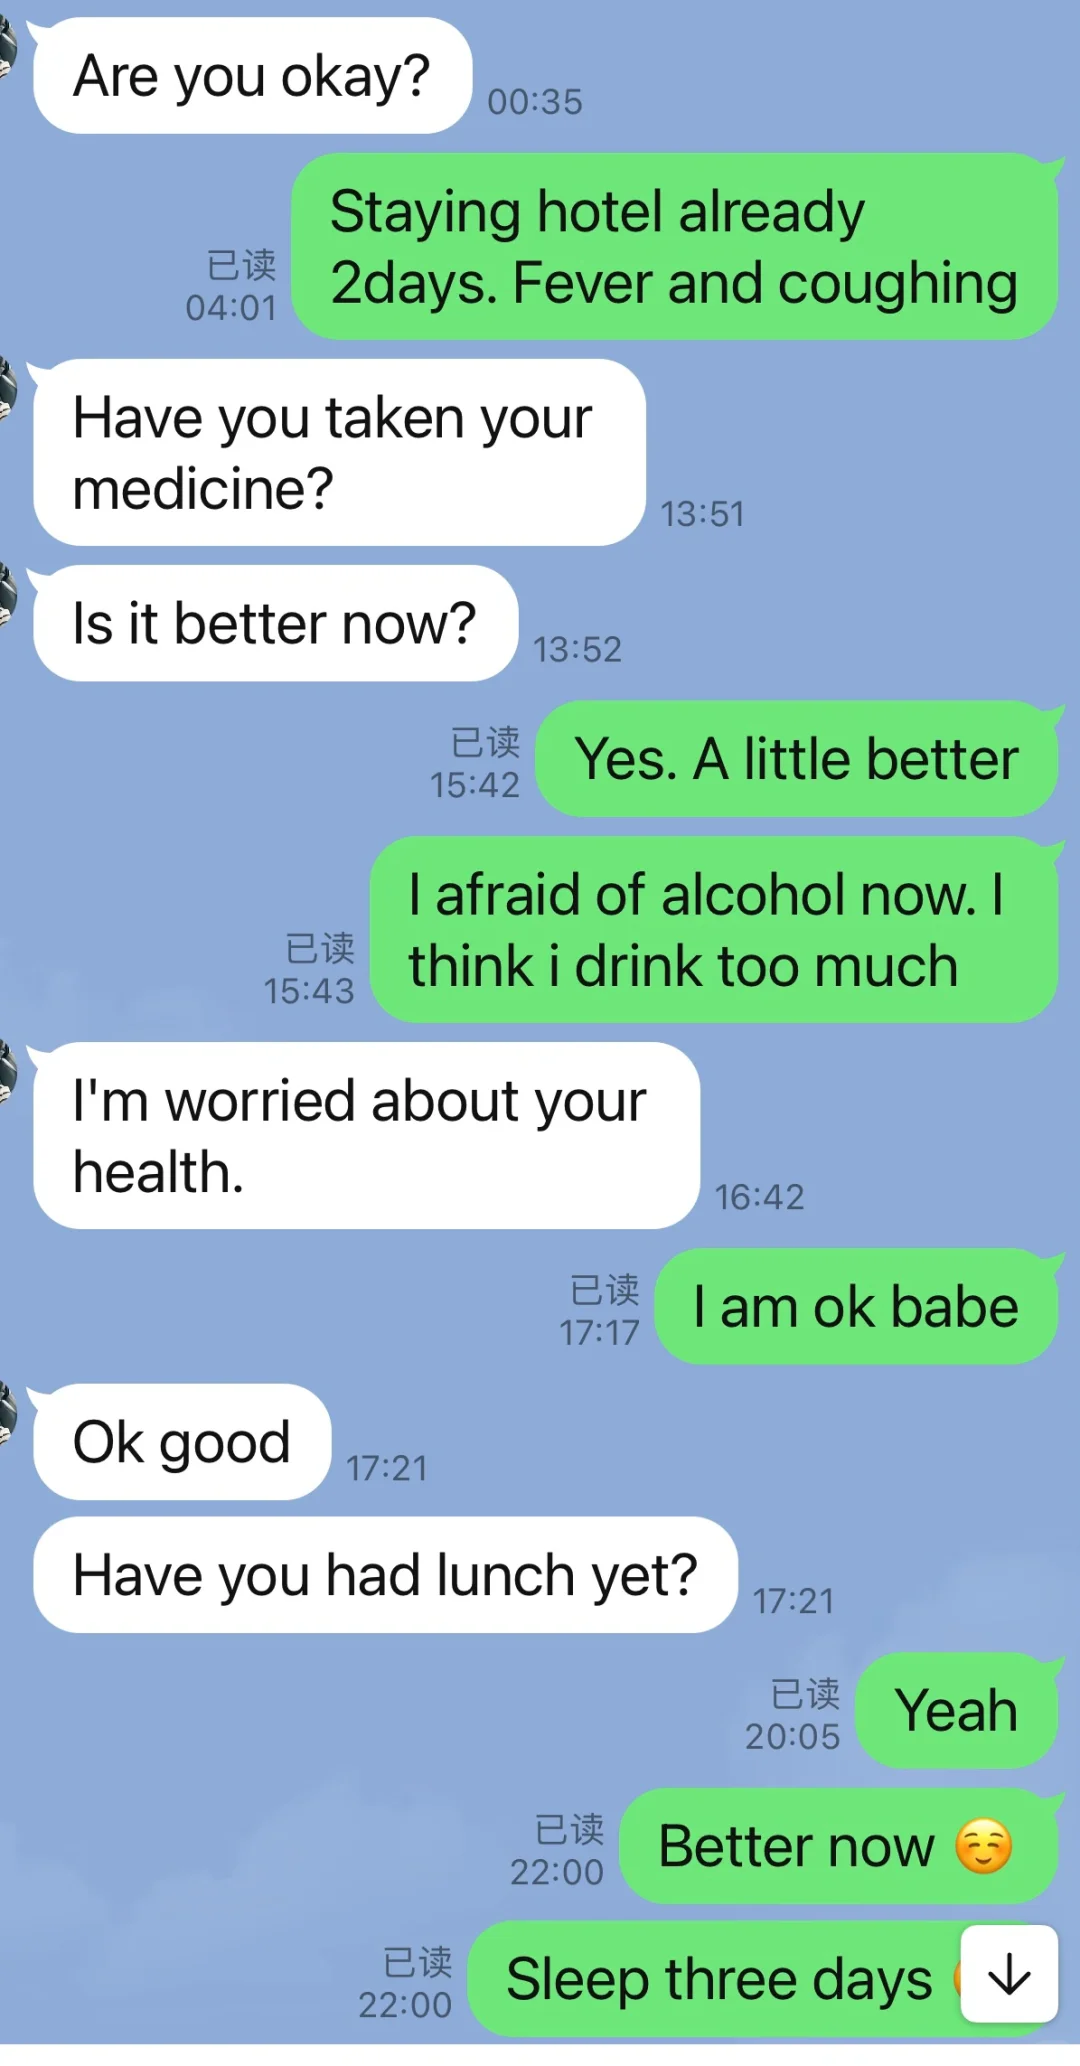 Are you okay?
00:35
Staying hotel already
2days. Fever and coughing
已读
04:01
Have you taken your
medicine?
13:51
Is it better now?
13:52
Yes. A little better
已读
15:42
I afraid of alcohol now. I
think i drink too much
已读
15:43
I'm worried about your
health.
16:42
I am ok babe
已读
17:17
Ok good
17:21
Have you had lunch yet?
17:21
Yeah
已读
20:05
Better now ☺️
已读
22:00
Sleep three days
已读
22:00